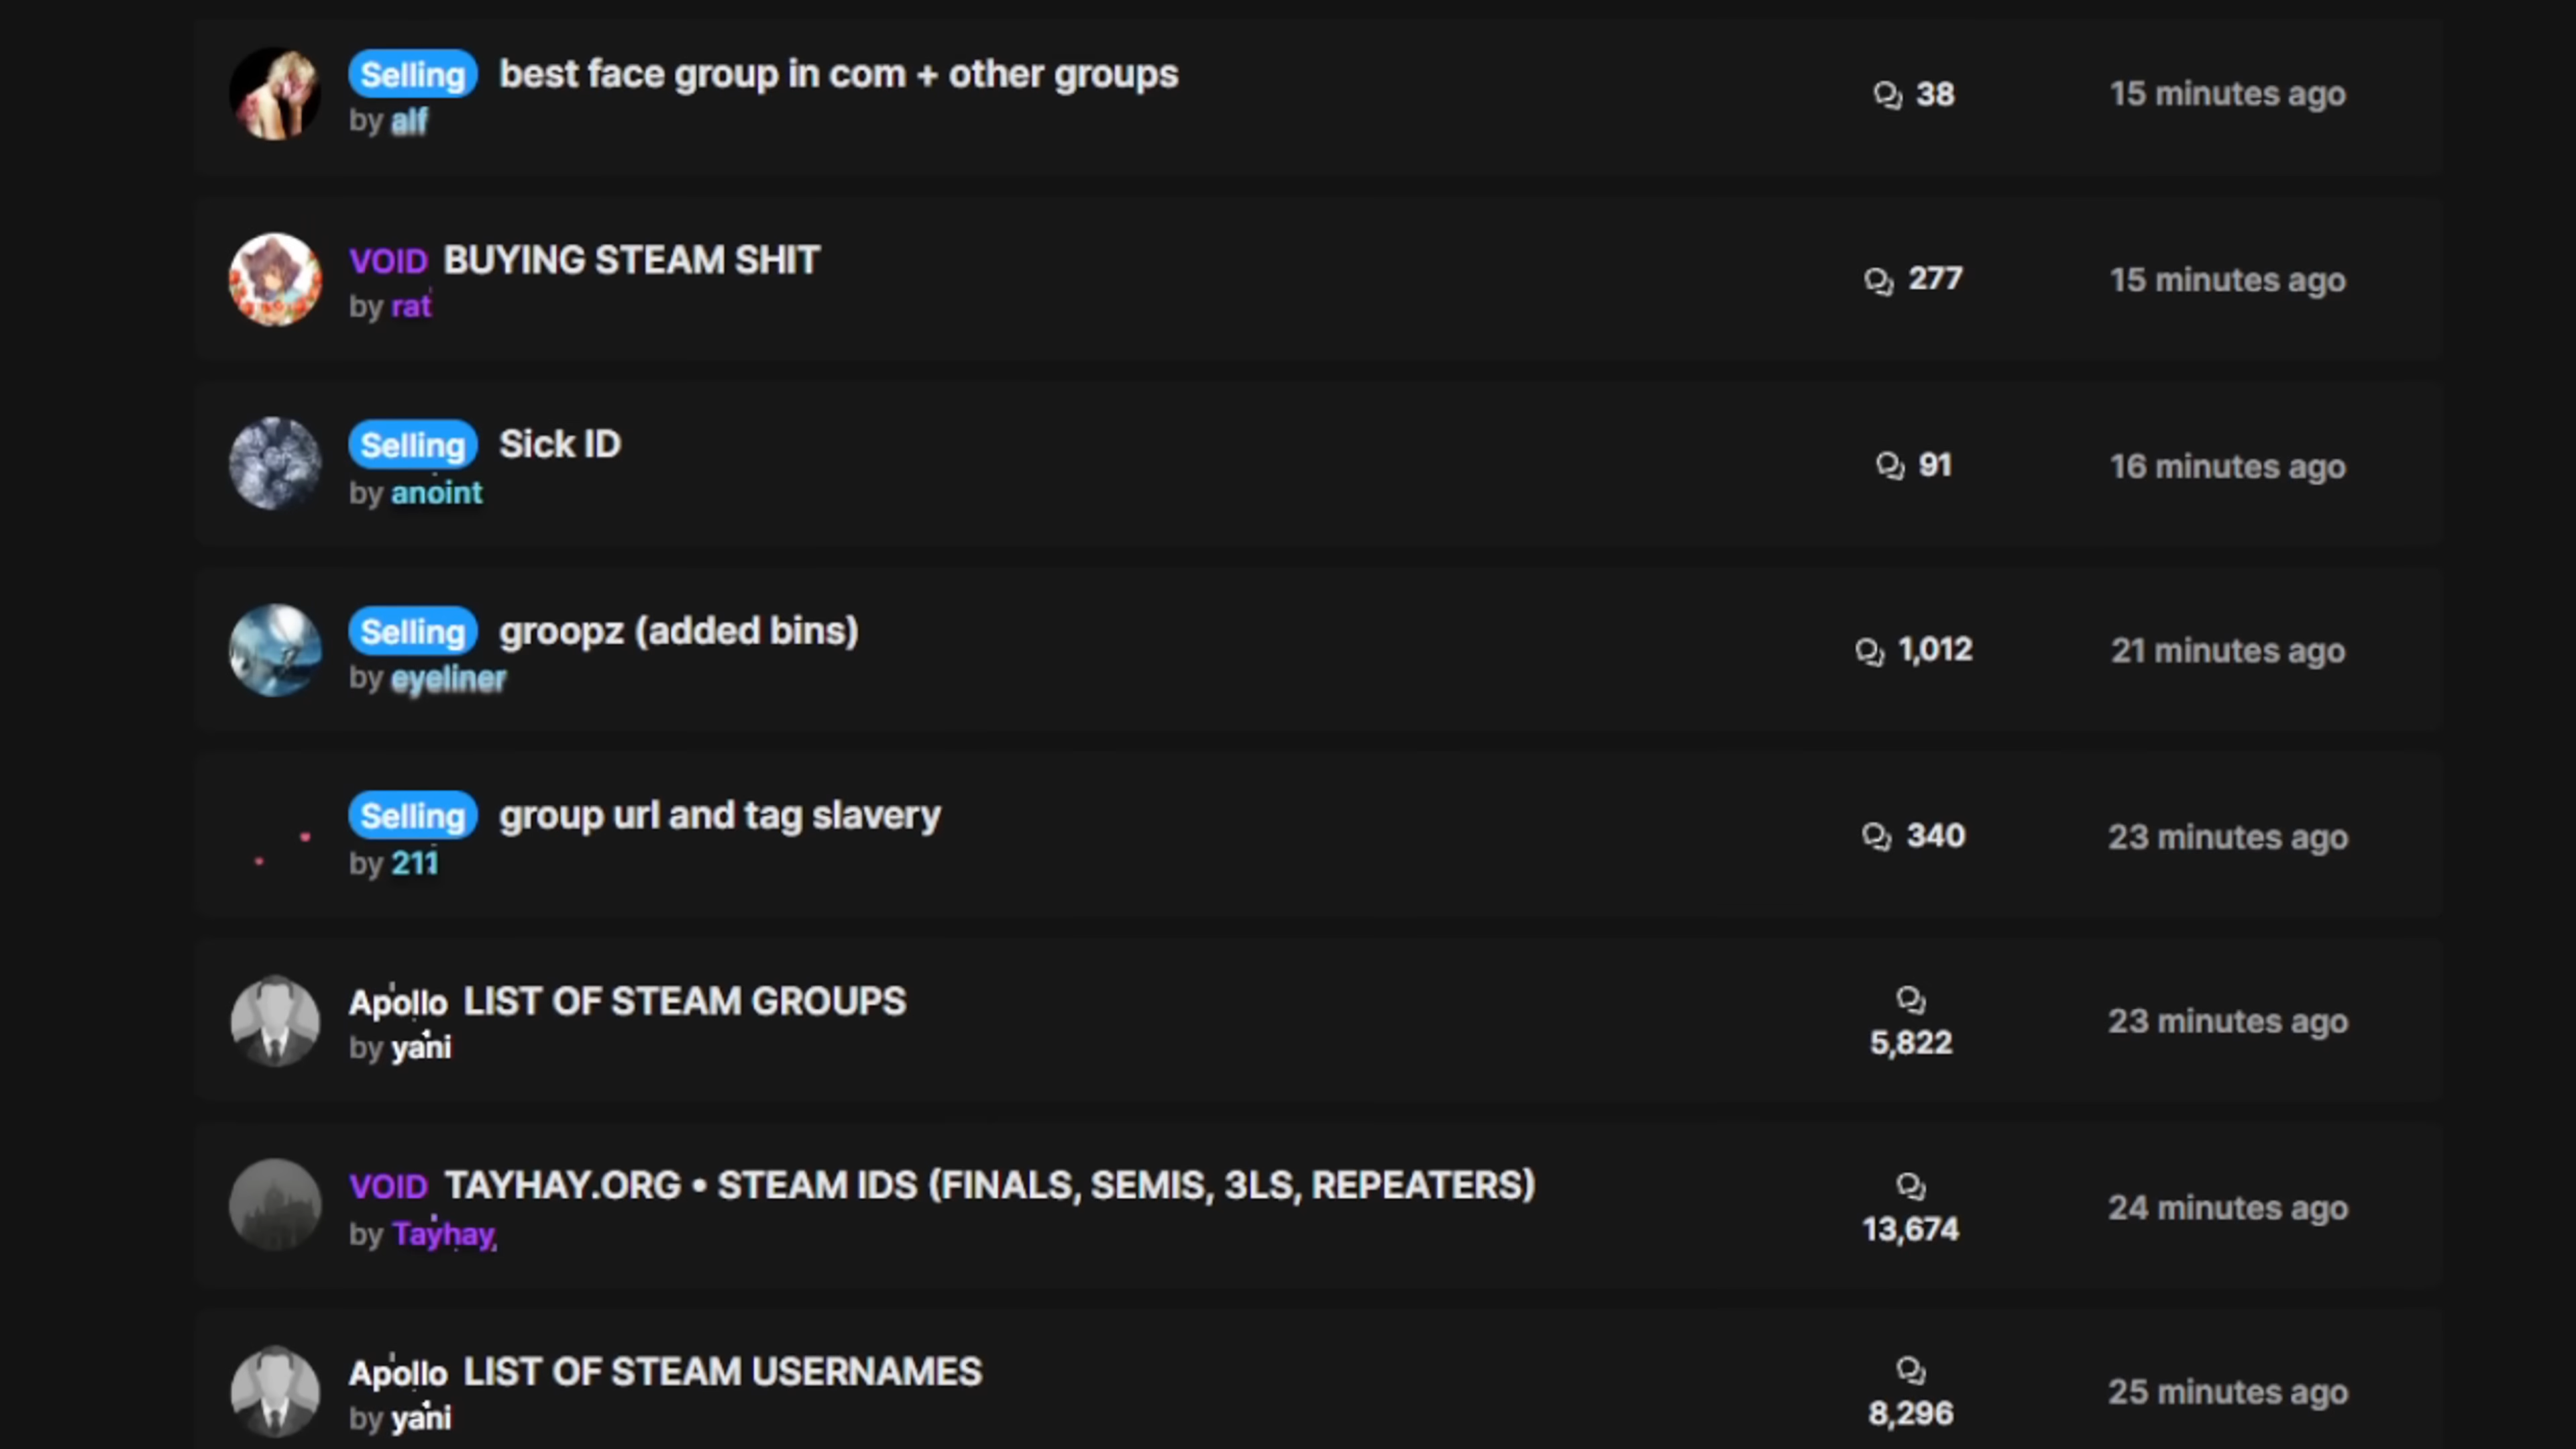 Selling best face group in com + other groups
by alf
38
15 minutes ago
VOID BUYING STEAM SHIT
by rat
277
15 minutes ago
Selling Sick ID
by anoint
91
16 minutes ago
Selling groopz (added bins)
by eyeliner
1,012
21 minutes ago
Selling group url and tag slavery
by 211
340
23 minutes ago
Apollo LIST OF STEAM GROUPS
by yani
5,822
23 minutes ago
VOID TAYHAY.ORG • STEAM IDS (FINALS, SEMIS, 3LS, REPEATERS)
by Tayhay
13,674
24 minutes ago
Apollo LIST OF STEAM USERNAMES
by yani
8,296
25 minutes ago